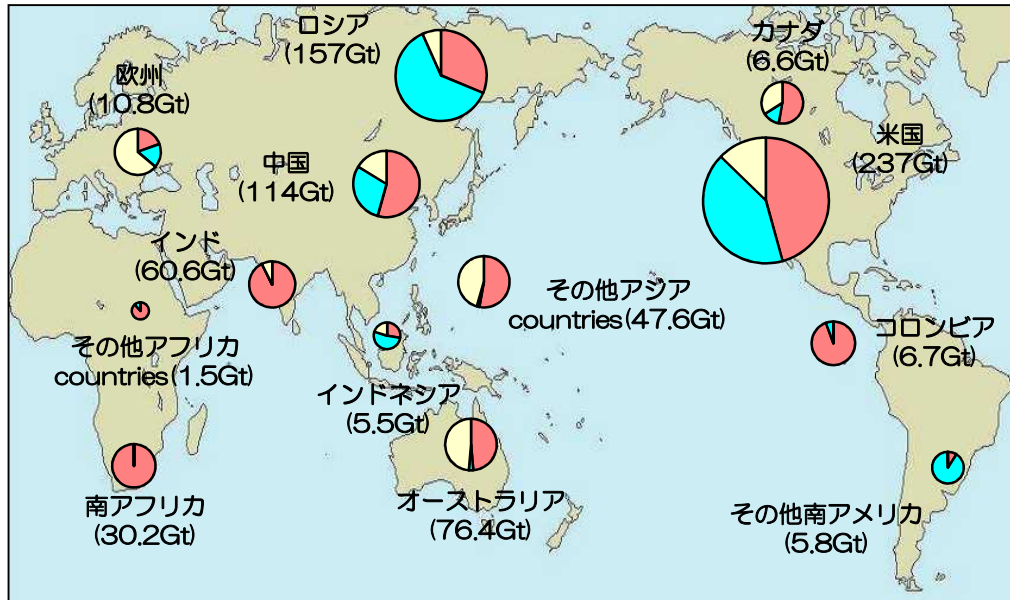 ロシア
(157Gt)
カナダ
(6.6Gt)
欧州
(10.8Gt)
米国
(237Gt)
中国
(114Gt)
インド
(60.6Gt)
その他アジア
countries(47.6Gt)
コロンビア
(6.7Gt)
その他アフリカ
countries(1.5Gt)
インドネシア
(5.5Gt)
南アフリカ
(30.2Gt)
オーストラリア
(76.4Gt)
その他南アメリカ
(5.8Gt)